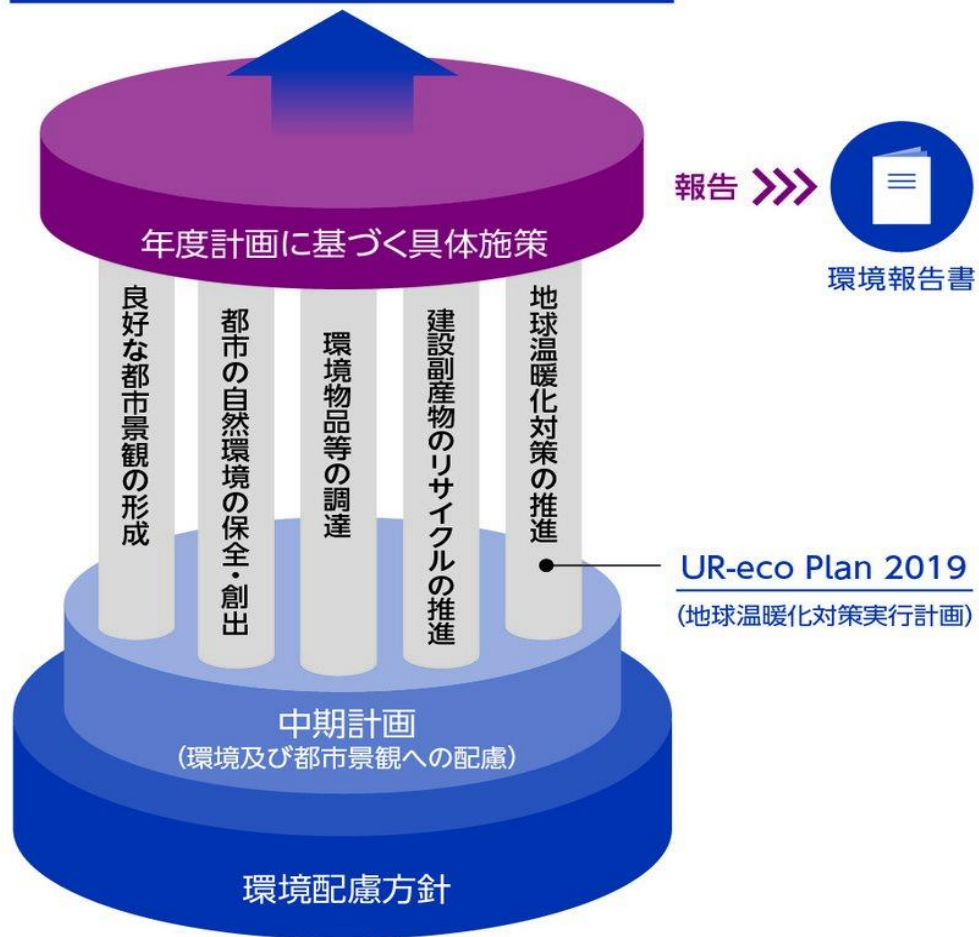 報告
環境報告書
年度計画に基づく具体施策
良好な都市景観の形成
都市の自然環境の保全・創出
環境物品等の調達
建設副産物のリサイクルの推進
地球温暖化対策の推進
UR-eco Plan 2019
(地球温暖化対策実行計画)
中期計画
(環境及び都市景観への配慮)
環境配慮方針